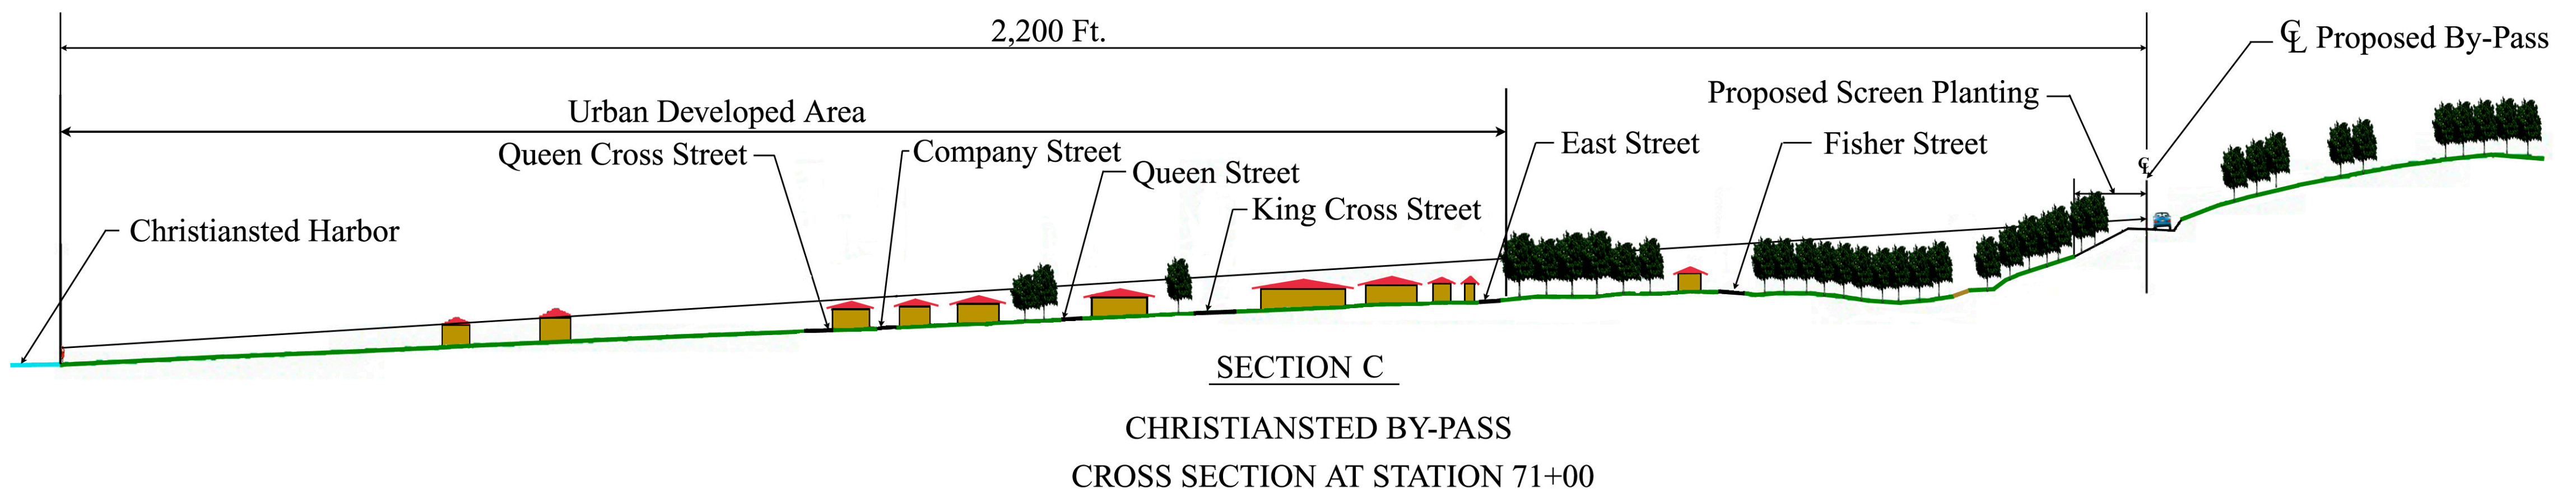 2,200 Ft.
℄ Proposed By-Pass
Proposed Screen Planting
Urban Developed Area
Queen Cross Street
Company Street
East Street
Fisher Street
℄
Queen Street
King Cross Street
Christiansted Harbor
SECTION C
CHRISTIANSTED BY-PASS
CROSS SECTION AT STATION 71+00